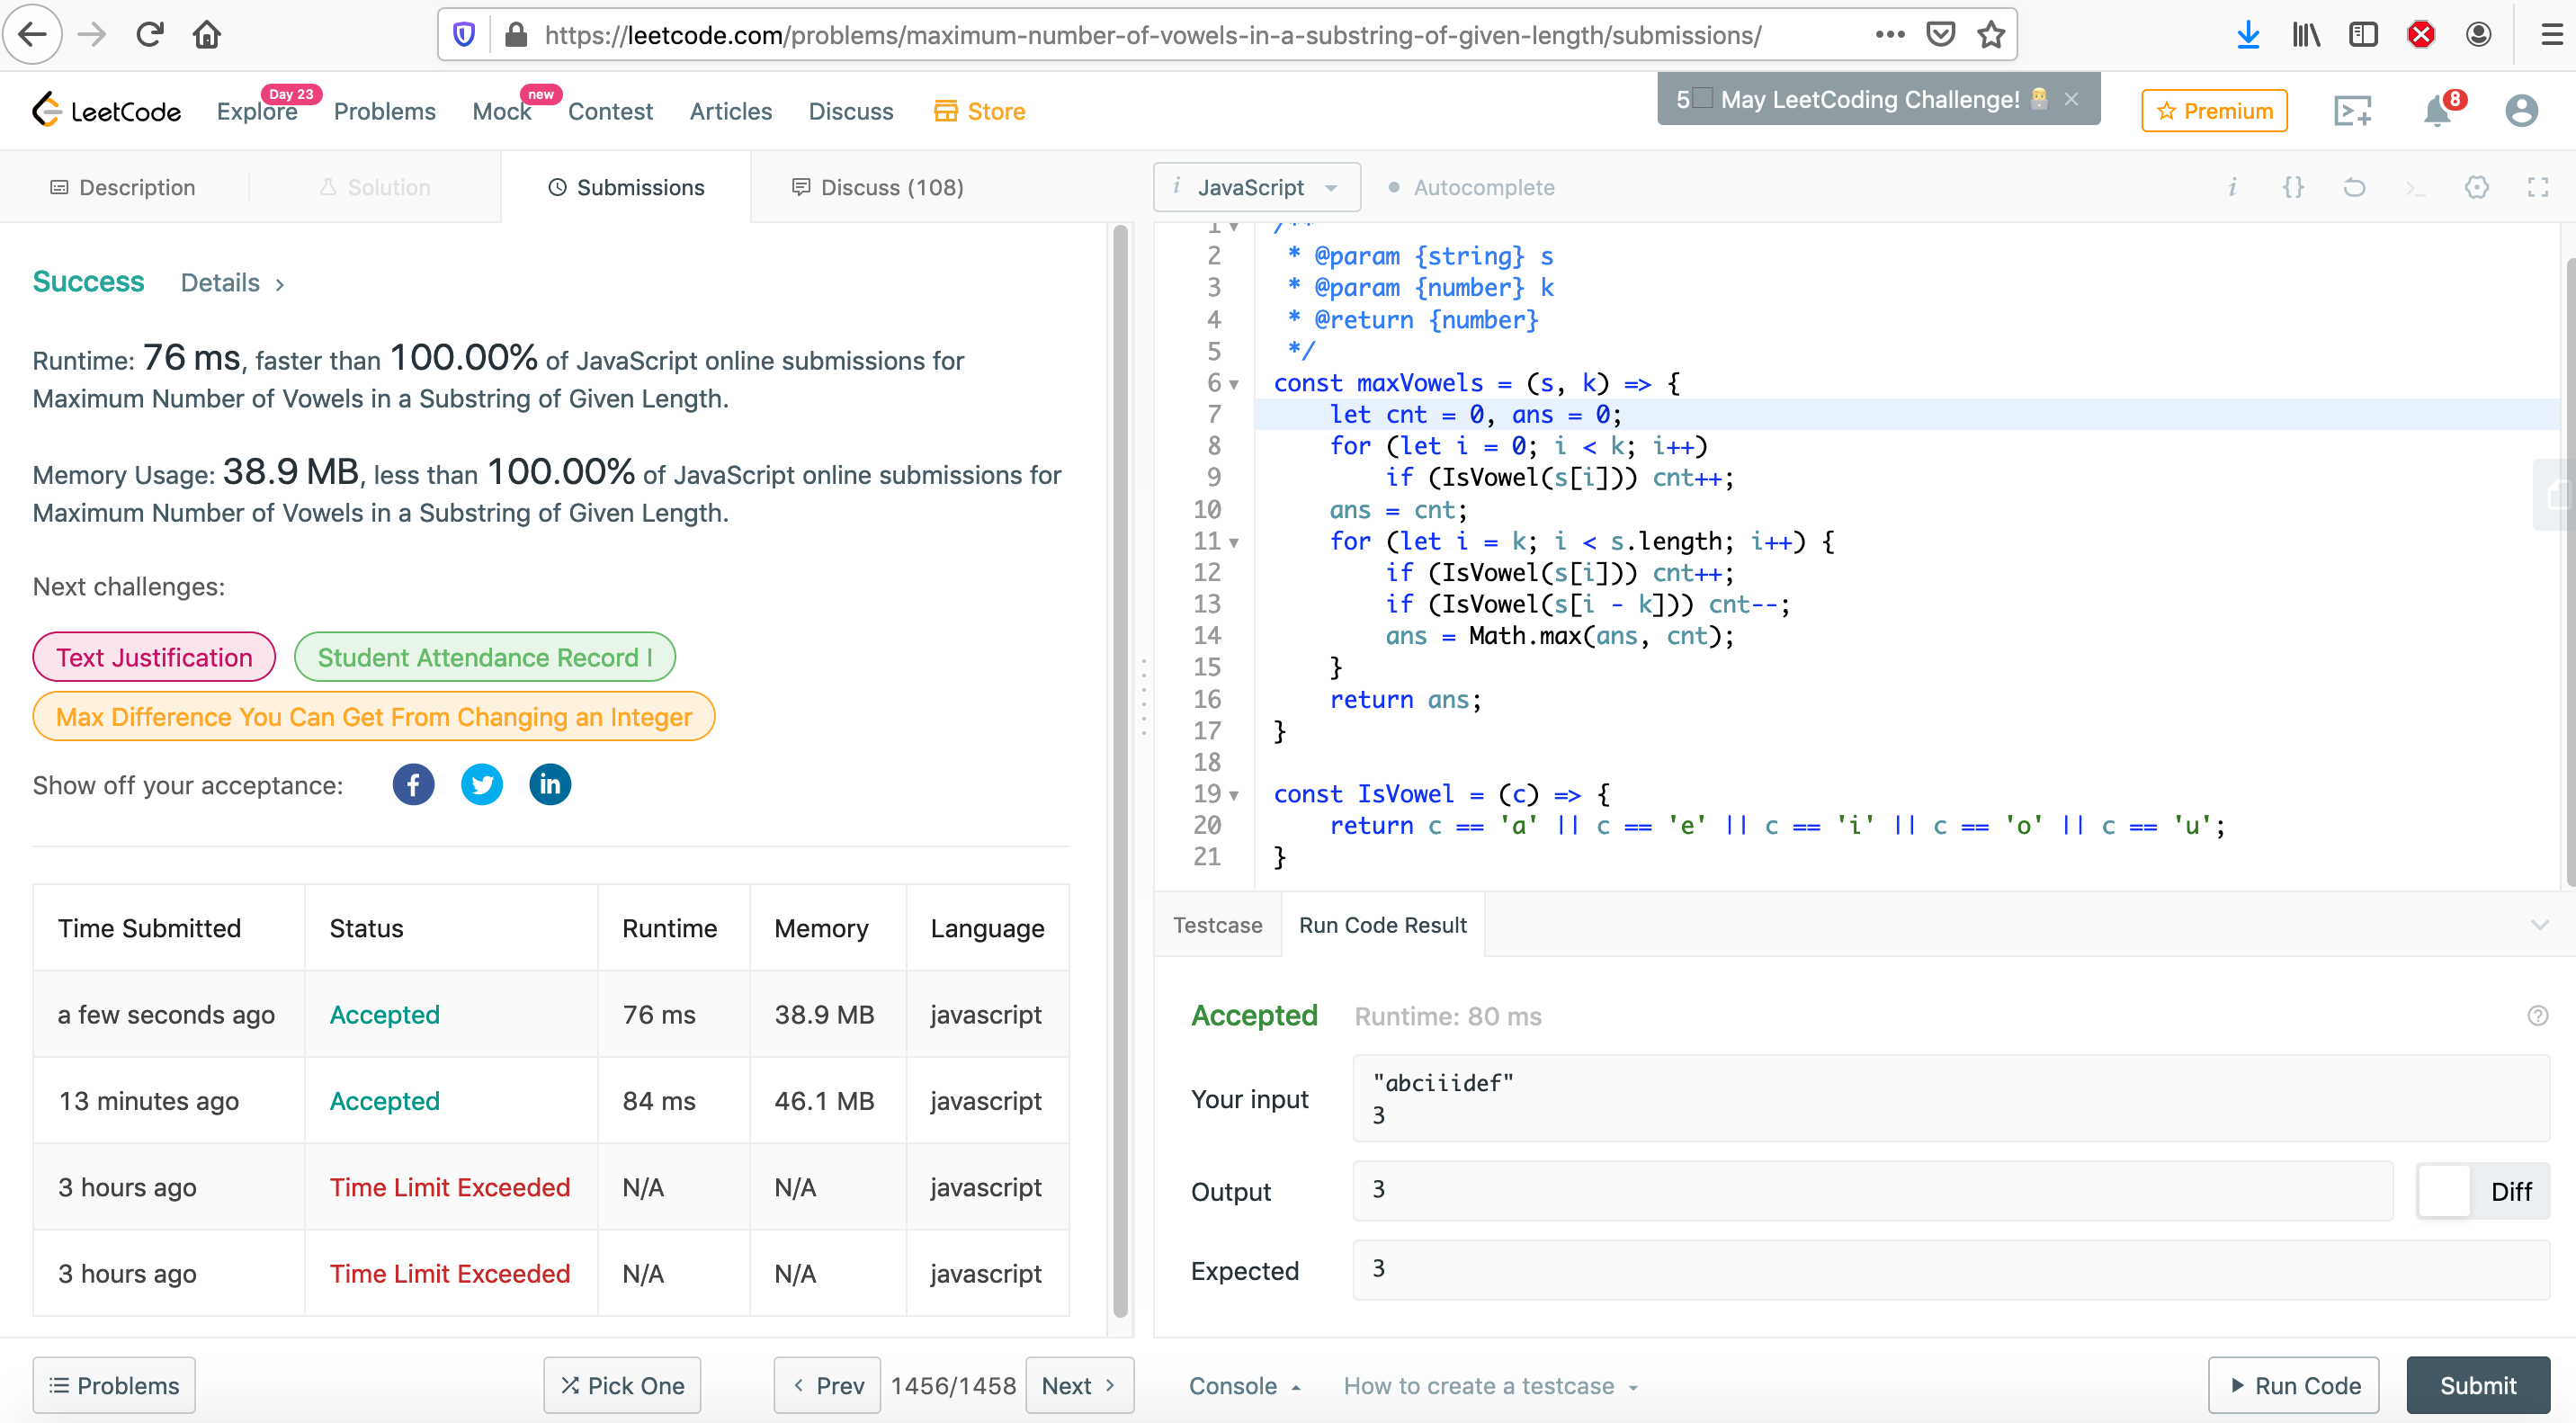 https://leetcode.com/problems/maximum-number-of-vowels-in-a-substring-of-given-length/submissions/
LeetCode
Explore
Day 23
Problems
Mock
new
Contest
Articles
Discuss
Store
5 May LeetCoding Challenge!
Premium
8
Description
Solution
Submissions
Discuss (108)
Success
Details
Runtime: 76 ms, faster than 100.00% of JavaScript online submissions for
Maximum Number of Vowels in a Substring of Given Length.
Memory Usage: 38.9 MB, less than 100.00% of JavaScript online submissions for
Maximum Number of Vowels in a Substring of Given Length.
Next challenges:
Text Justification
Student Attendance Record I
Max Difference You Can Get From Changing an Integer
Show off your acceptance:
Time Submitted Status Runtime Memory Language
a few seconds ago Accepted 76 ms 38.9 MB javascript
13 minutes ago Accepted 84 ms 46.1 MB javascript
3 hours ago Time Limit Exceeded N/A N/A javascript
3 hours ago Time Limit Exceeded N/A N/A javascript
Problems
Pick One
Prev
1456/1458
Next
i JavaScript
Autocomplete
1 /**
2 * @param {string} s
3 * @param {number} k
4 * @return {number}
5 */
6 const maxVowels = (s, k) => {
7 let cnt = 0, ans = 0;
8 for (let i = 0; i < k; i++)
9 if (IsVowel(s[i])) cnt++;
10 ans = cnt;
11 for (let i = k; i < s.length; i++) {
12 if (IsVowel(s[i])) cnt++;
13 if (IsVowel(s[i - k])) cnt--;
14 ans = Math.max(ans, cnt);
15 }
16 return ans;
17 }
18
19 const IsVowel = (c) => {
20 return c == 'a' || c == 'e' || c == 'i' || c == 'o' || c == 'u';
21 }
Testcase
Run Code Result
Accepted
Runtime: 80 ms
Your input
"abciiidef"
3
Output
3
Diff
Expected
3
Console
How to create a testcase
Run Code
Submit